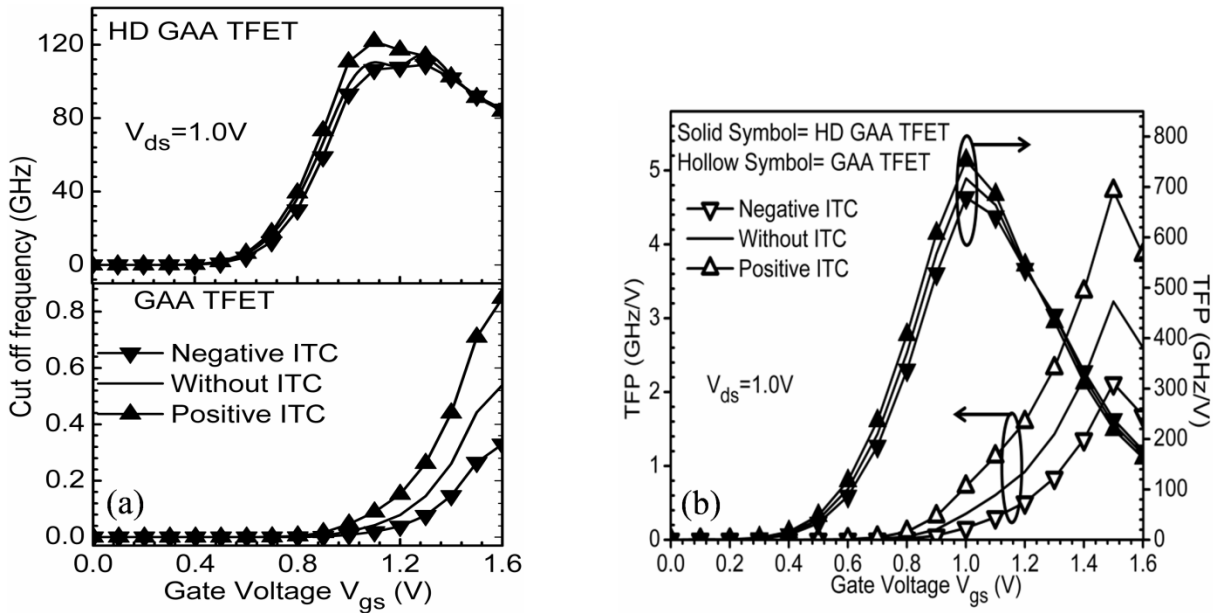 HD GAA TFET
V_ds=1.0V
120
80
40
0
Cut off frequency (GHz)
GAA TFET
Negative ITC
Without ITC
Positive ITC
0.8
0.6
0.4
0.2
0.0
(a)
0.0 0.4 0.8 1.2 1.6
Gate Voltage V_gs (V)
Solid Symbol= HD GAA TFET
Hollow Symbol= GAA TFET
Negative ITC
Without ITC
Positive ITC
V_ds=1.0V
5
4
3
2
1
0
TFP (GHz/V)
800
700
600
500
400
300
200
100
0
TFP (GHz/V)
(b)
0.0 0.2 0.4 0.6 0.8 1.0 1.2 1.4 1.6
Gate Voltage V_gs (V)